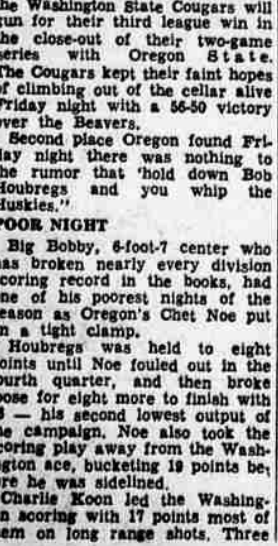 the Washington State Cougars will
gun for their third league win in
the close-out of their two-game
series with Oregon State.
The Cougars kept their faint hopes
of climbing out of the cellar alive
Friday night with a 56-50 victory
over the Beavers.
Second place Oregon found Fri-
day night there was nothing to
the rumor that 'hold down Bob
Houbregs and you whip the
Huskies."
POOR NIGHT
Big Bobby, 6-foot-7 center who
has broken nearly every division
scoring record in the books, had
one of his poorest nights of the
season as Oregon's Chet Noe put
on a tight clamp.
Houbregs was held to eight
points until Noe fouled out in the
fourth quarter, and then broke
loose for eight more to finish with
— his second lowest output of
the campaign. Noe also took the
scoring play away from the Wash-
ington ace, bucketing 19 points be-
fore he was sidelined.
Charlie Koon led the Washing-
ton scoring with 17 points most of
them on long range shots. Three